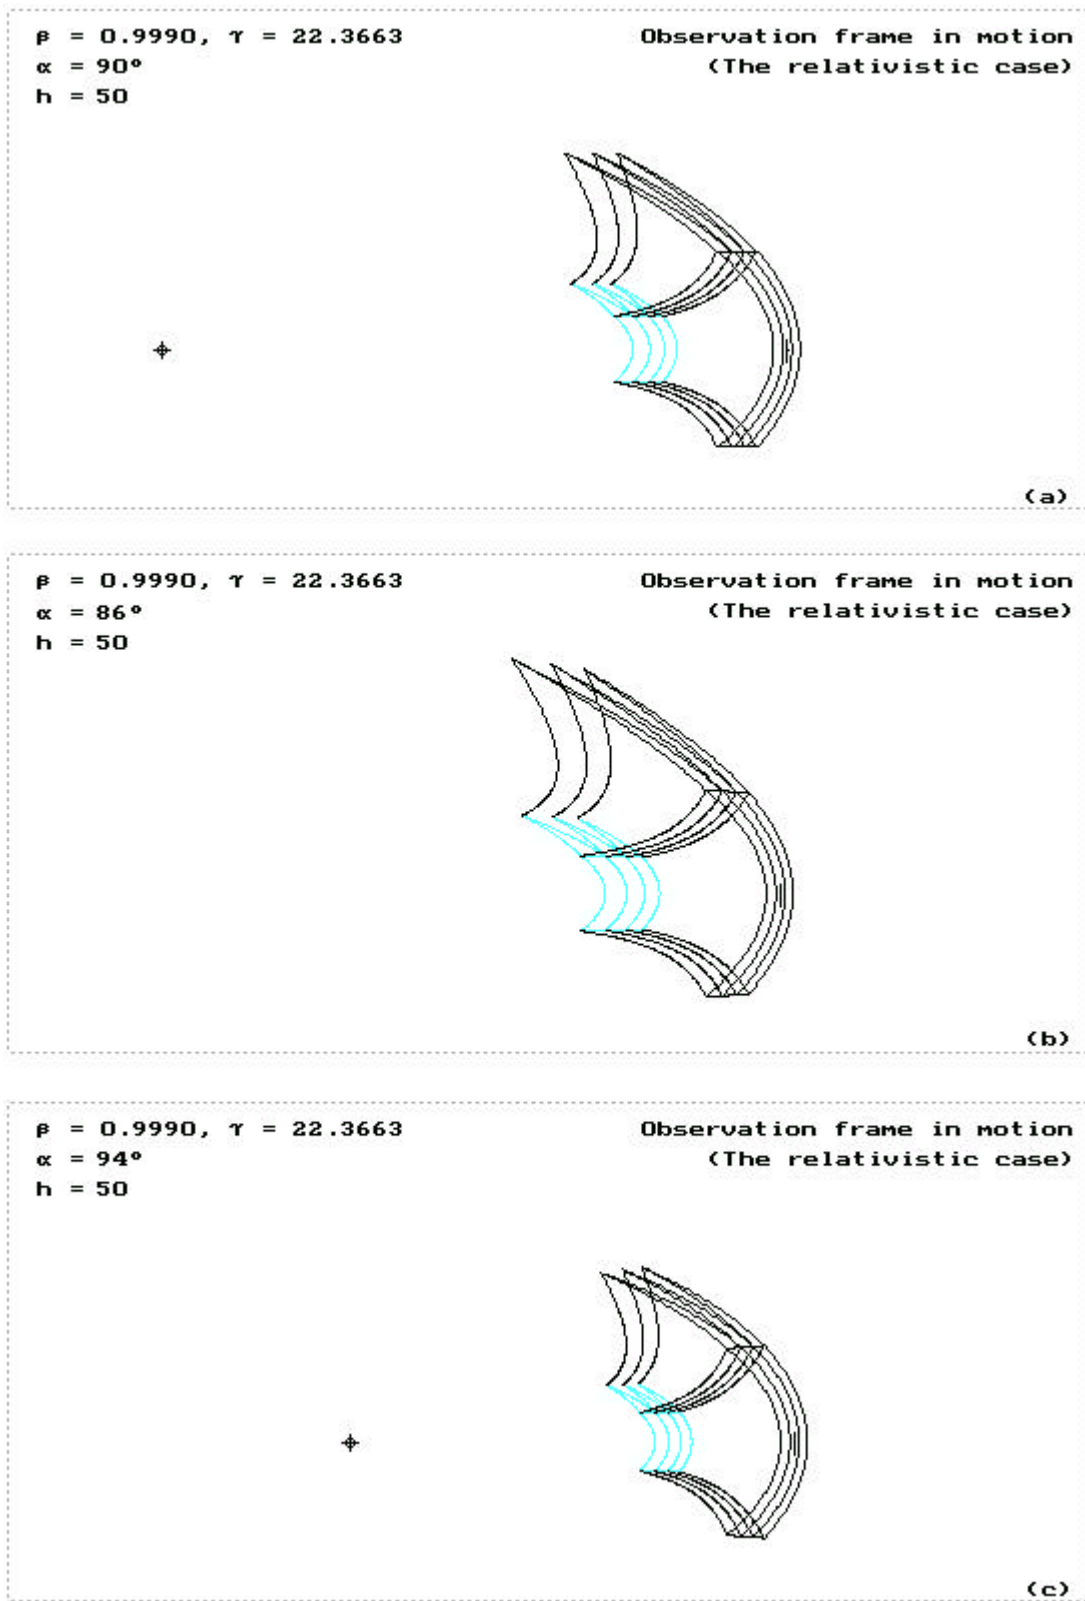 β = 0.9990, γ = 22.3663
Observation frame in motion
α = 90°
(The relativistic case)
h = 50
(a)
β = 0.9990, γ = 22.3663
Observation frame in motion
α = 86°
(The relativistic case)
h = 50
(b)
β = 0.9990, γ = 22.3663
Observation frame in motion
α = 94°
(The relativistic case)
h = 50
(c)